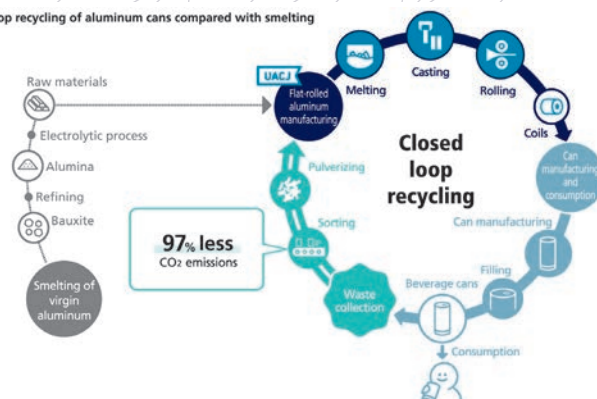 op recycling of aluminum cans compared with smelting
Raw materials
Electrolytic process
Alumina
Refining
Bauxite
Smelting of
virgin
aluminum
97% less
CO2 emissions
UACJ
Flat-rolled
aluminum
manufacturing
Melting
Casting
Rolling
Coils
Closed
loop
recycling
Can
manufacturing
and
consumption
Can manufacturing
Filling
Beverage cans
Consumption
Waste
collection
Sorting
Pulverizing